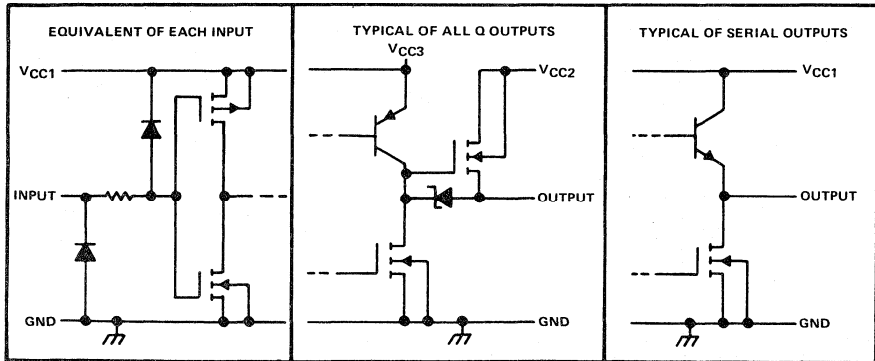 EQUIVALENT OF EACH INPUT
VCC1
INPUT
GND
TYPICAL OF ALL Q OUTPUTS
VCC3
VCC2
OUTPUT
GND
TYPICAL OF SERIAL OUTPUTS
VCC1
OUTPUT
GND